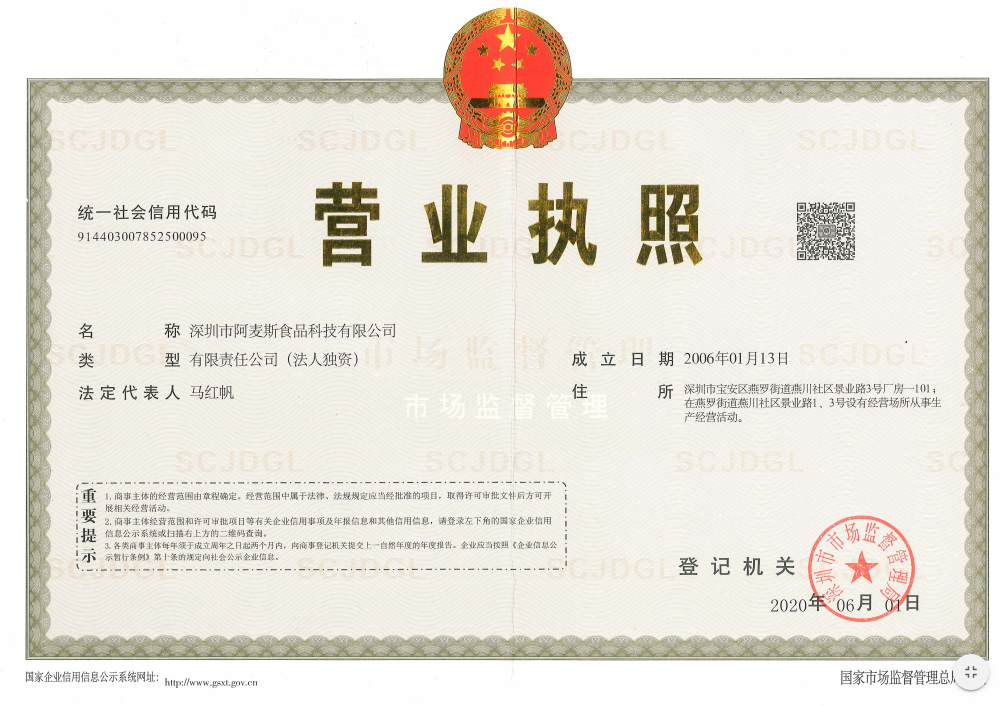 营业执照
统一社会信用代码
914403007852500095
名称 深圳市阿麦斯食品科技有限公司
类型 有限责任公司（法人独资）
法定代表人 马红帆
成立日期 2006年01月13日
住所 深圳市宝安区燕罗街道燕川社区景业路3号厂房一101；
在燕罗街道燕川社区景业路1、3号设有经营场所从事生
产经营活动。
市场监督管理
重要提示
1. 商事主体的经营范围由章程确定。经营范围中属于法律、法规规定应当经批准的项目，取得许可审批文件后方可开
展相关经营活动。
2. 商事主体经营范围和许可审批项目等有关企业信用事项及年报信息和其他信用信息，请登录左下角的国家企业信用
信息公示系统或扫描右上方的二维码查询。
3. 各类商事主体每年须于成立周年之日起两个月内，向商事登记机关提交上一自然年度的年度报告。企业应当按照《企业信息公
示暂行条例》第十条的规定向社会公示企业信息。
登记机关
深圳市市场监督管理局
2020年06月01日
国家企业信用信息公示系统网址：
http://www.gsxt.gov.cn
国家市场监督管理总
SCJDGL